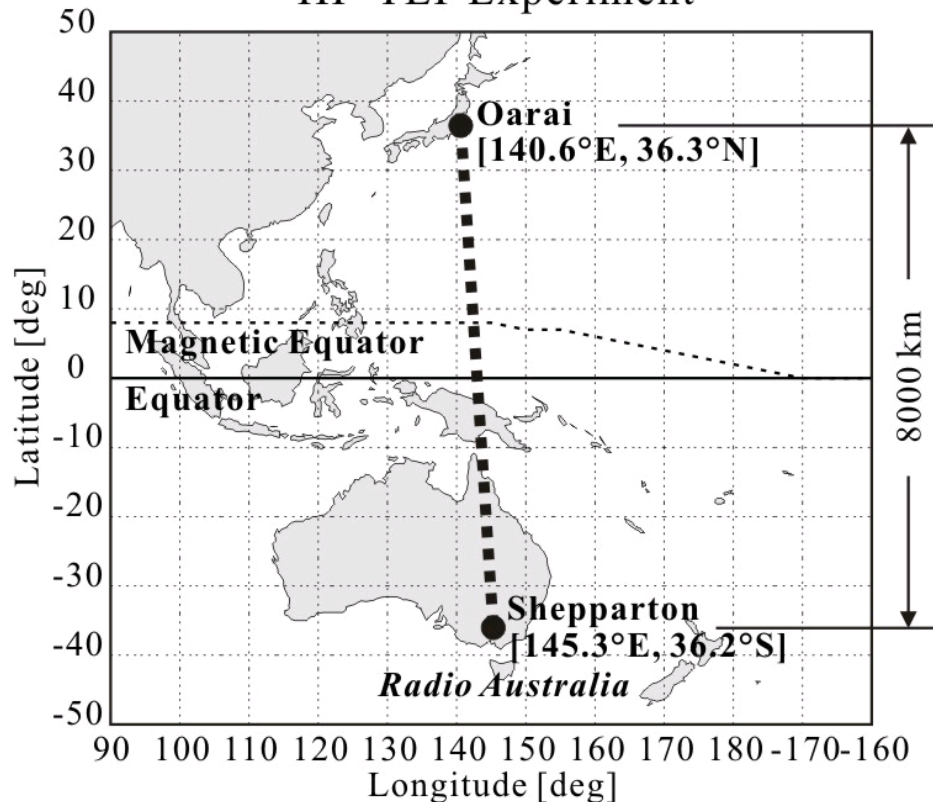 HF-TEP Experiment
50
40
30
20
10
0
-10
-20
-30
-40
-50
Latitude [deg]
Oarai
[140.6°E, 36.3°N]
Magnetic Equator
Equator
8000 km
Shepparton
[145.3°E, 36.2°S]
Radio Australia
90 100 110 120 130 140 150 160 170 180 -170 -160
Longitude [deg]